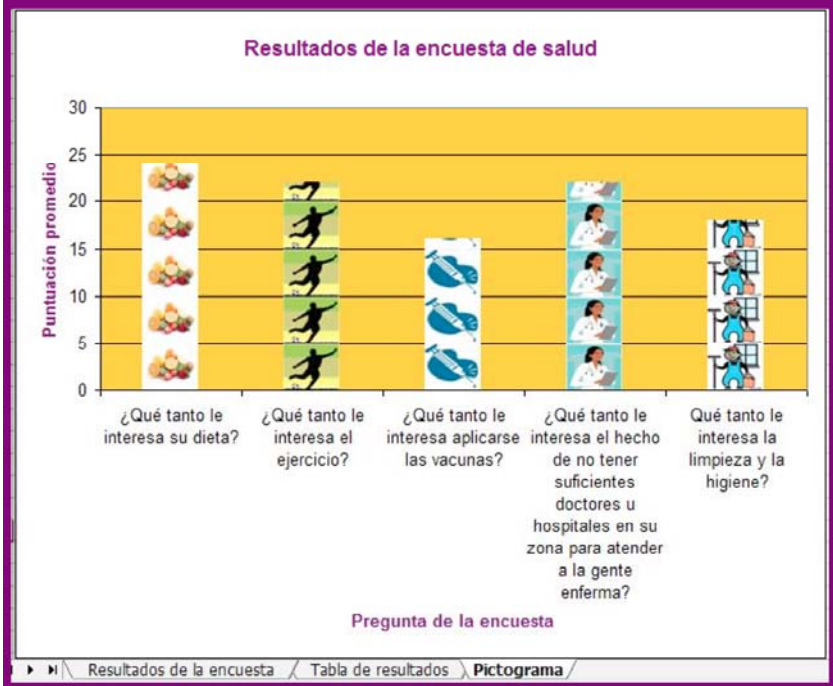 Resultados de la encuesta de salud
Puntuación promedio
30
25
20
15
10
5
0
¿Qué tanto le
interesa su dieta?
¿Qué tanto le
interesa el
ejercicio?
¿Qué tanto le
interesa aplicarse
las vacunas?
¿Qué tanto le
interesa el hecho
de no tener
suficientes
doctores u
hospitales en su
zona para atender
a la gente
enferma?
Qué tanto le
interesa la
limpieza y la
higiene?
Pregunta de la encuesta
Resultados de la encuesta / Tabla de resultados \ Pictograma /